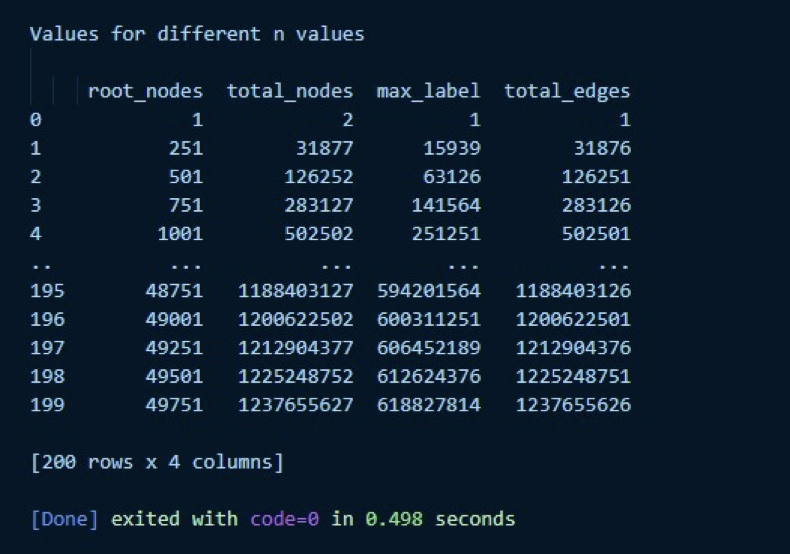 Values for different n values
root_nodes total_nodes max_label total_edges
0 1 2 1 1
1 251 31877 15939 31876
2 501 126252 63126 126251
3 751 283127 141564 283126
4 1001 502502 251251 502501
.. ... ... ... ...
195 48751 1188403127 594201564 1188403126
196 49001 1200622502 600311251 1200622501
197 49251 1212904377 606452189 1212904376
198 49501 1225248752 612624376 1225248751
199 49751 1237655627 618827814 1237655626
[200 rows x 4 columns]
[Done] exited with code=0 in 0.498 seconds